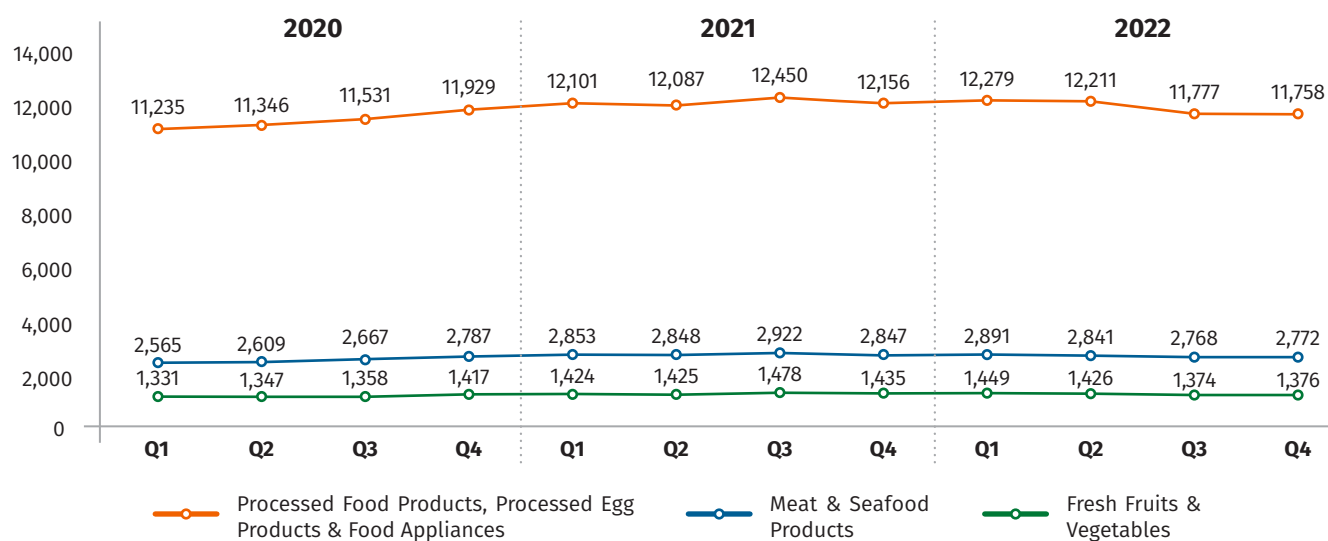 2020 2021 2022
14,000
12,000
10,000
8,000
6,000
4,000
2,000
0
11,235 11,346 11,531 11,929 12,101 12,087 12,450 12,156 12,279 12,211 11,777 11,758
2,565 2,609 2,667 2,787 2,853 2,848 2,922 2,847 2,891 2,841 2,768 2,772
1,331 1,347 1,358 1,417 1,424 1,425 1,478 1,435 1,449 1,426 1,374 1,376
Q1 Q2 Q3 Q4 Q1 Q2 Q3 Q4 Q1 Q2 Q3 Q4
Processed Food Products, Processed Egg
Products & Food Appliances
Meat & Seafood
Products
Fresh Fruits &
Vegetables